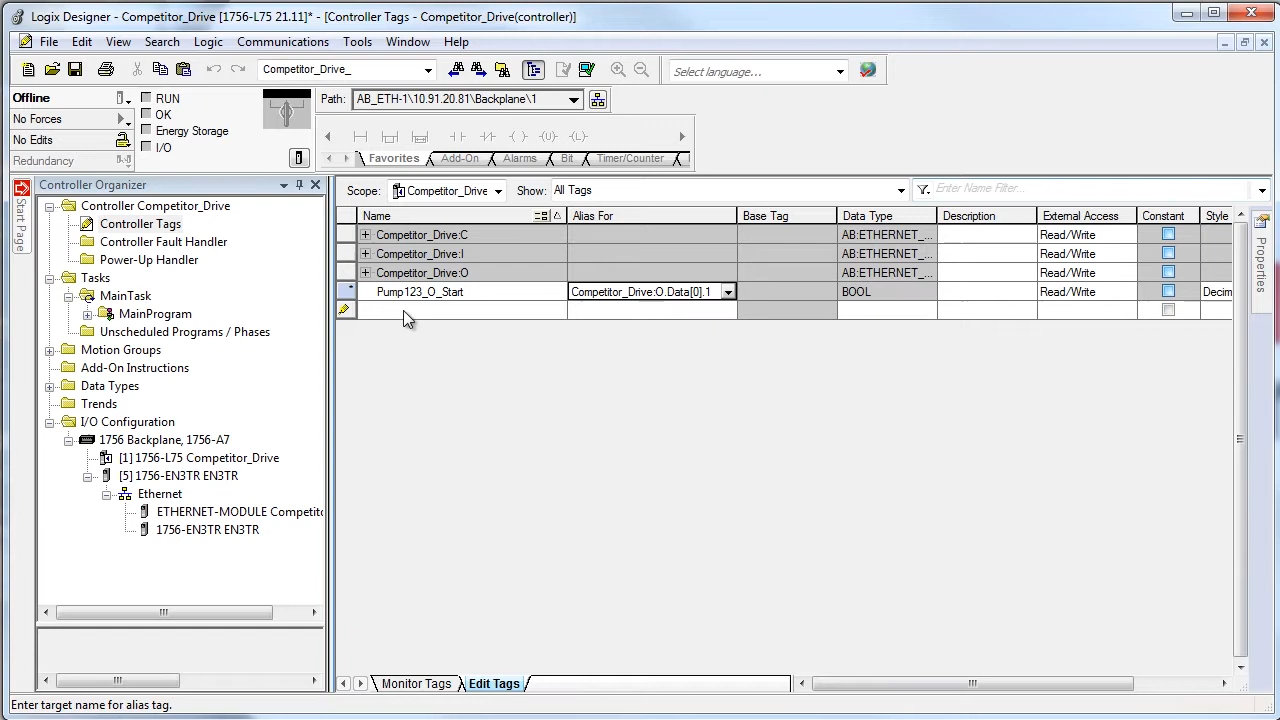 Logix Designer - Competitor_Drive [1756-L75 21.11]* - [Controller Tags - Competitor_Drive(controller)]
File Edit View Search Logic Communications Tools Window Help
Competitor_Drive_
Select language...
Offline
RUN
Path: AB_ETH-1\10.91.20.81\Backplane\1
No Forces
OK
No Edits
Energy Storage
Redundancy
I/O
Favorites Add-On Alarms Bit Timer/Counter
Start Page
Controller Organizer
Scope: Competitor_Drive Show: All Tags Enter Name Filter...
Controller Competitor_Drive
Controller Tags
Controller Fault Handler
Power-Up Handler
Tasks
MainTask
MainProgram
Unscheduled Programs / Phases
Motion Groups
Add-On Instructions
Data Types
Trends
I/O Configuration
1756 Backplane, 1756-A7
[1] 1756-L75 Competitor_Drive
[5] 1756-EN3TR EN3TR
Ethernet
ETHERNET-MODULE Competito
1756-EN3TR EN3TR
Name Alias For Base Tag Data Type Description External Access Constant Style
Competitor_Drive:C AB:ETHERNET_... Read/Write
Competitor_Drive:I AB:ETHERNET_... Read/Write
Competitor_Drive:O AB:ETHERNET_... Read/Write
Pump123_O_Start Competitor_Drive:O.Data[0].1 BOOL Read/Write Decim
Properties
Monitor Tags Edit Tags
Enter target name for alias tag.